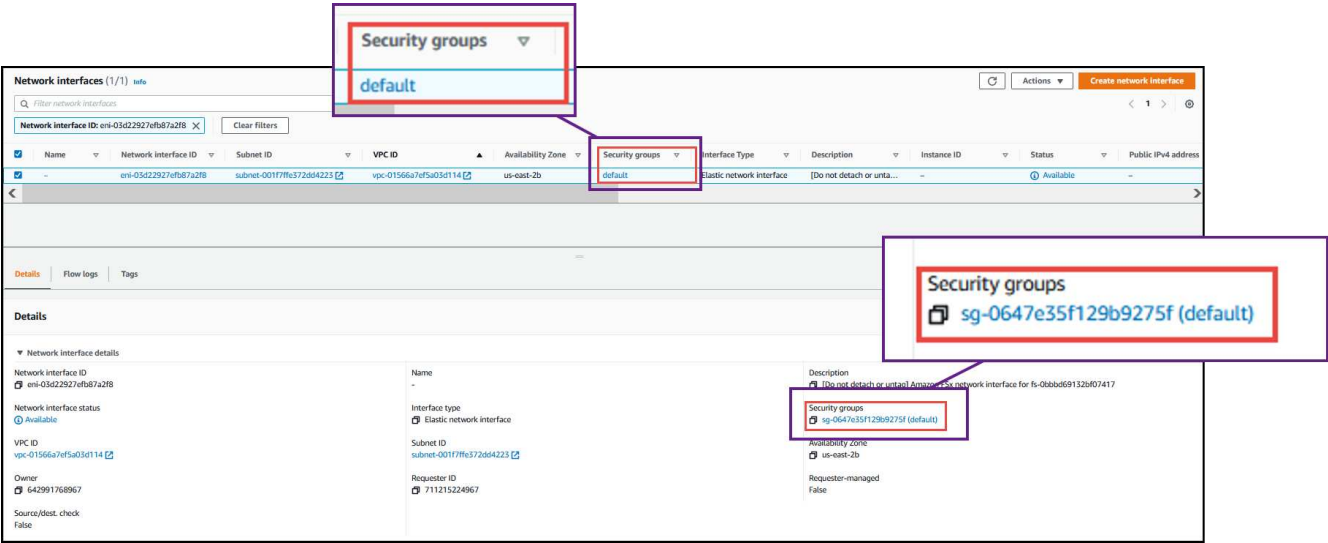 Security groups
default
Network interfaces (1/1) Info
Actions
Create network interface
Filter network interfaces
1
Network interface ID: eni-03d22927efb87a2f8
Clear filters
Name Network interface ID Subnet ID VPC ID Availability Zone Security groups Interface Type Description Instance ID Status Public IPv4 address
- eni-03d22927efb87a2f8 subnet-001f7ffe372dd4223 vpc-01566a7ef5a03d114 us-east-2b default Elastic network interface [Do not detach or unta... - Available -
Details Flow logs Tags
Security groups
sg-0647e35f129b9275f (default)
Details
Network interface details
Network interface ID
eni-03d22927efb87a2f8
Name
-
Description
[Do not detach or untag] Amazon FSx network interface for fs-0bbbd69132bf07417
Network interface status
Available
Interface type
Elastic network interface
Security groups
sg-0647e35f129b9275f (default)
VPC ID
vpc-01566a7ef5a03d114
Subnet ID
subnet-001f7ffe372dd4223
Availability Zone
us-east-2b
Owner
642991768967
Requester ID
711215224967
Requester-managed
False
Source/dest. check
False